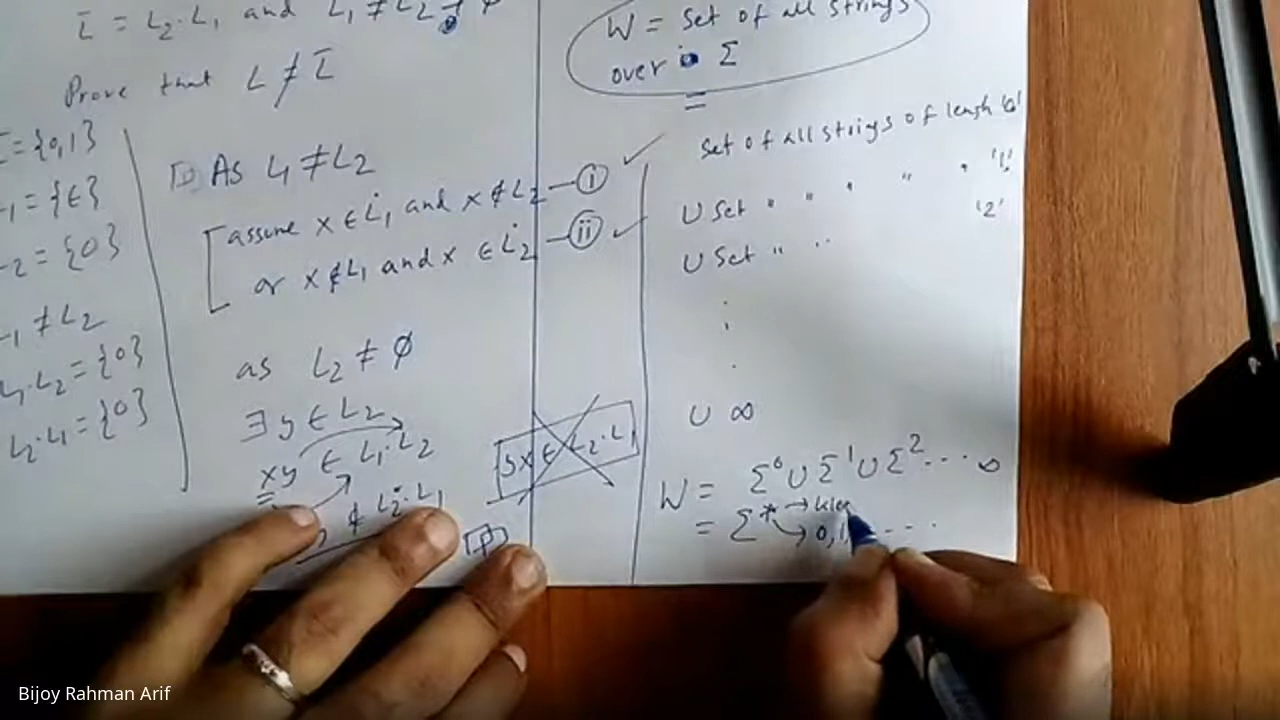 L̅ = L₂·L₁ and L₁ ≠ L₂ ≠ ϕ
Prove that L ≠ L̅
= {0,1}
= {ϵ}
= {0}
≠ L₂
L₁·L₂ = {0}
L₂·L₁ = {0}
As L₁ ≠ L₂
assume x ∈ L₁ and x ∉ L₂ — (i)
or x ∉ L₁ and x ∈ L₂ — (ii)
as L₂ ≠ ϕ
∃ y ∈ L₂
xy ∈ L₁·L₂
∉ L₂·L₁
yx ∈ L₂·L₁
W = Set of all strings
over Σ
=
Set of all strings of length '0'
∪ Set " " " " " '1'
∪ Set " " '2'
∪ ∞
W = Σ⁰ ∪ Σ¹ ∪ Σ² ... ∞
= Σ* → klee
→ 0, 1, ---
Bijoy Rahman Arif